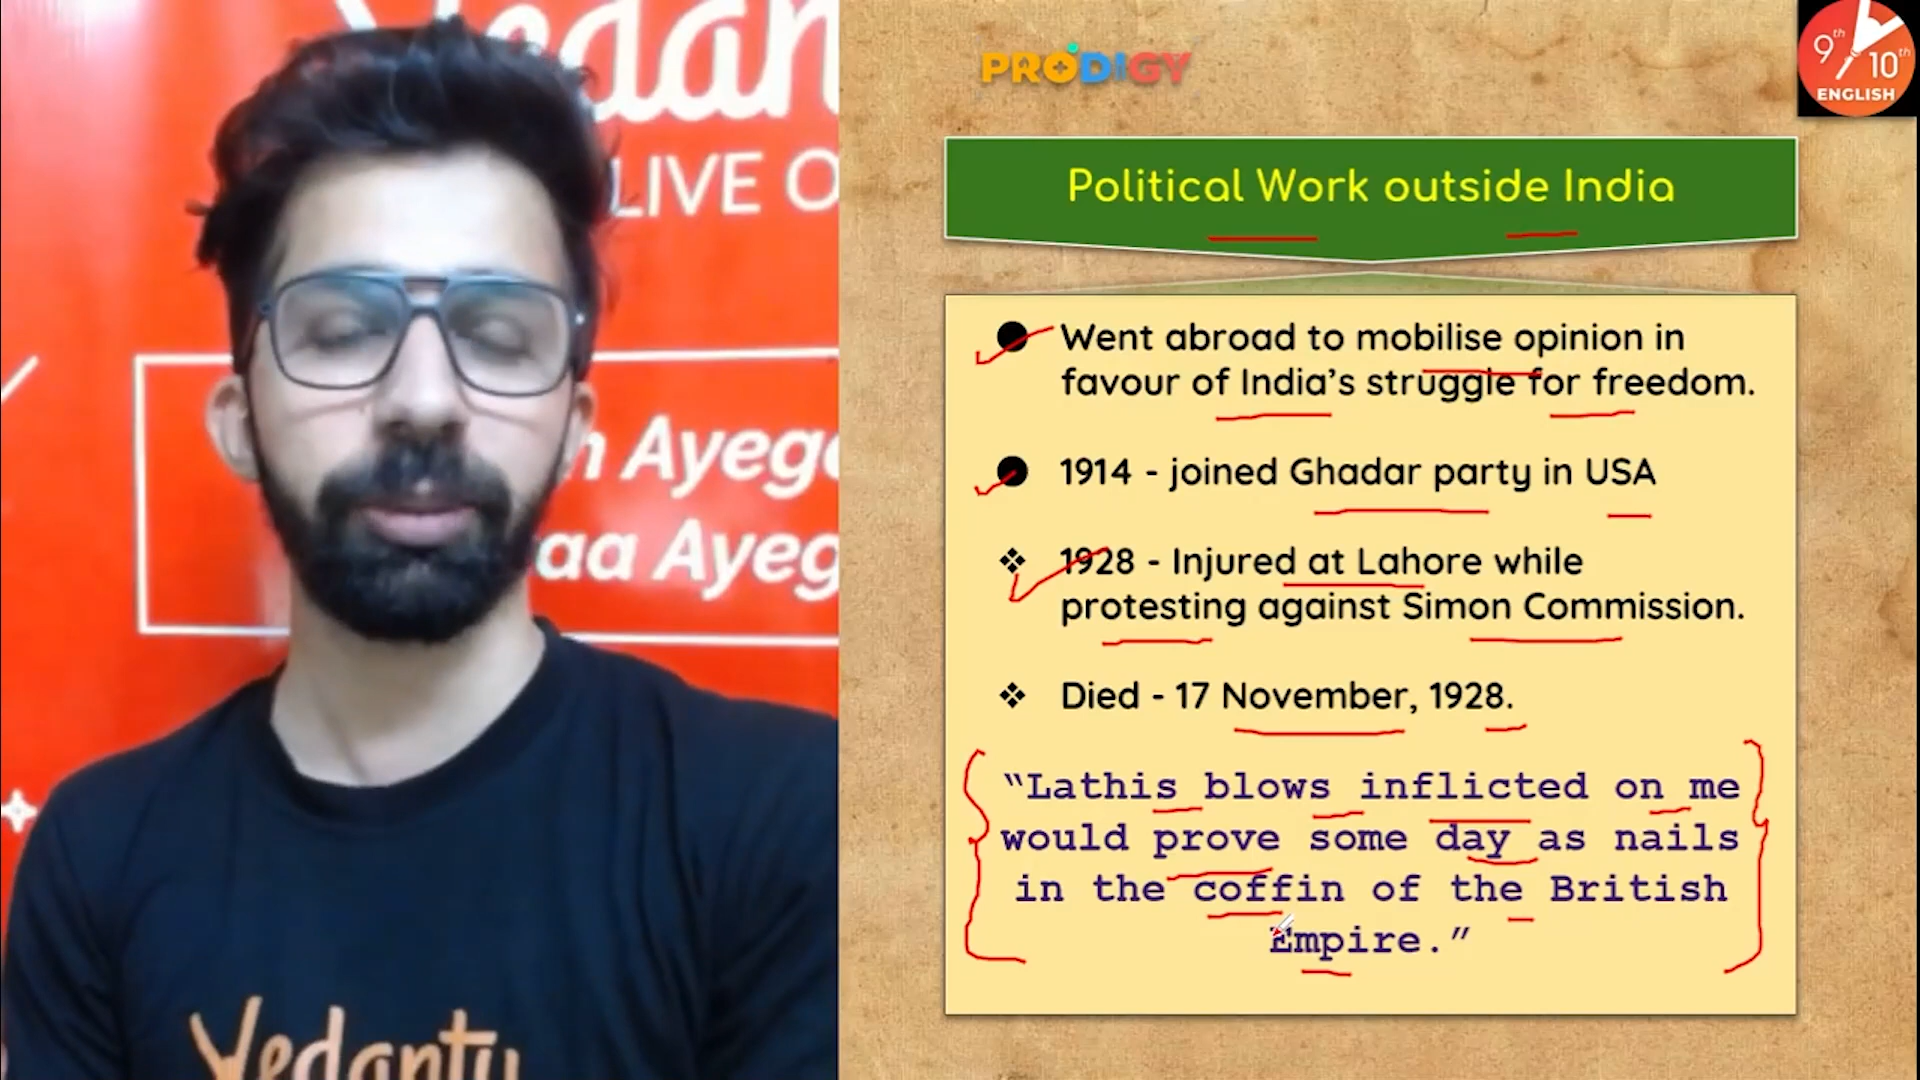 Vedan
LIVE O
n Ayega
aa Ayeg
Vedantu
PRODIGY
9th
10th
ENGLISH
Political Work outside India
Went abroad to mobilise opinion in
favour of India's struggle for freedom.
1914 - joined Ghadar party in USA
1928 - Injured at Lahore while
protesting against Simon Commission.
Died - 17 November, 1928.
“Lathis blows inflicted on me
would prove some day as nails
in the coffin of the British
Empire.”